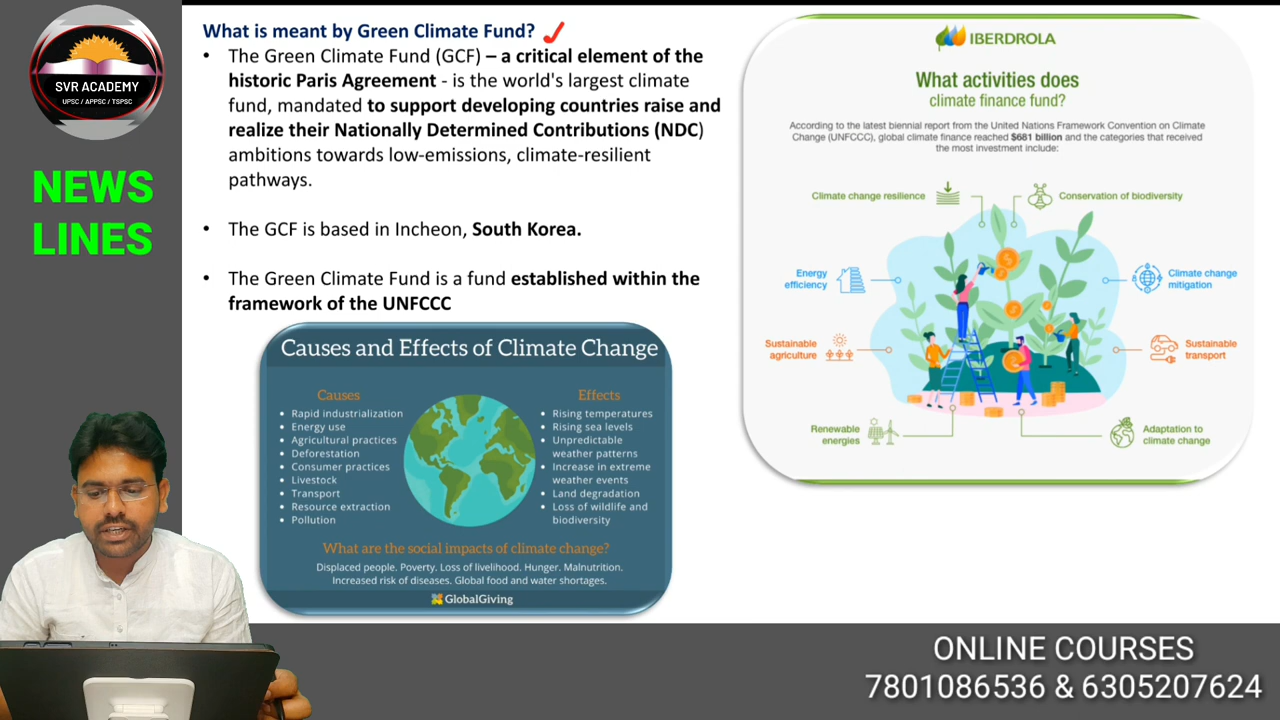 SVR ACADEMY
UPSC / APPSC / TSPSC
NEWS
LINES
What is meant by Green Climate Fund?
• The Green Climate Fund (GCF) – a critical element of the
historic Paris Agreement - is the world's largest climate
fund, mandated to support developing countries raise and
realize their Nationally Determined Contributions (NDC)
ambitions towards low-emissions, climate-resilient
pathways.
• The GCF is based in Incheon, South Korea.
• The Green Climate Fund is a fund established within the
framework of the UNFCCC
Causes and Effects of Climate Change
Causes
• Rapid industrialization
• Energy use
• Agricultural practices
• Deforestation
• Consumer practices
• Livestock
• Transport
• Resource extraction
• Pollution
Effects
• Rising temperatures
• Rising sea levels
• Unpredictable
weather patterns
• Increase in extreme
weather events
• Land degradation
• Loss of wildlife and
biodiversity
What are the social impacts of climate change?
Displaced people. Poverty. Loss of livelihood. Hunger. Malnutrition.
Increased risk of diseases. Global food and water shortages.
GlobalGiving
IBERDROLA
What activities does
climate finance fund?
According to the latest biennial report from the United Nations Framework Convention on Climate
Change (UNFCCC), global climate finance reached $681 billion and the categories that received
the most investment include:
Climate change resilience
Conservation of biodiversity
Energy
efficiency
Climate change
mitigation
Sustainable
agriculture
Sustainable
transport
Renewable
energies
Adaptation to
climate change
ONLINE COURSES
7801086536 & 6305207624